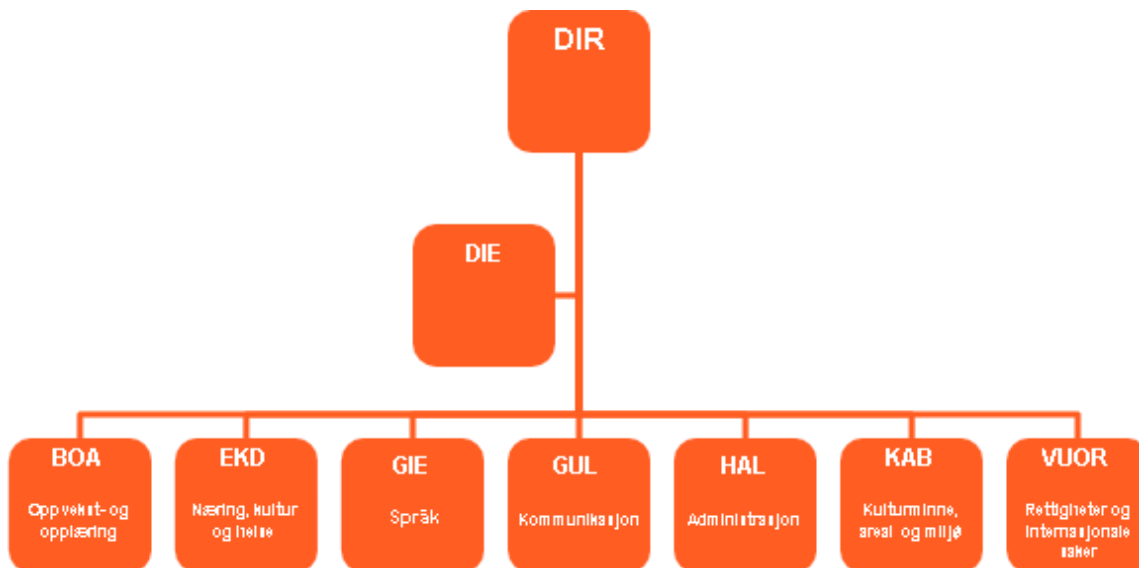 DIR
DIE
BOA
Oppvekst- og
opplæring
EKD
Næring, kultur
og helse
GIE
Språk
GUL
Kommunikasjon
HAL
Administrasjon
KAB
Kulturminne,
areal og miljø
VUOR
Rettigheter og
internasjonale
saker